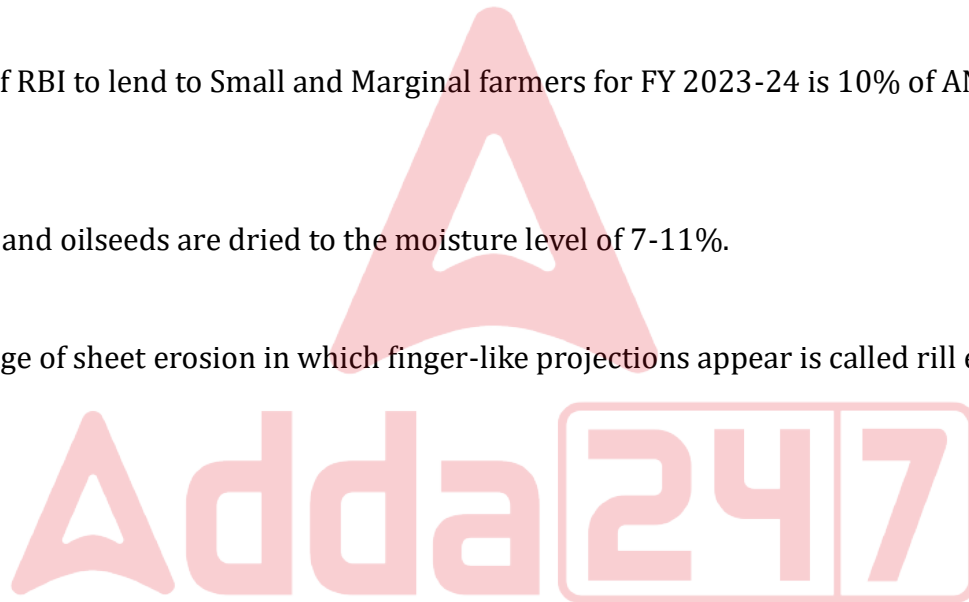 f RBI to lend to Small and Marginal farmers for FY 2023-24 is 10% of
and oilseeds are dried to the moisture level of 7-11%.
ge of sheet erosion in which finger-like projections appear is called rill
Adda247